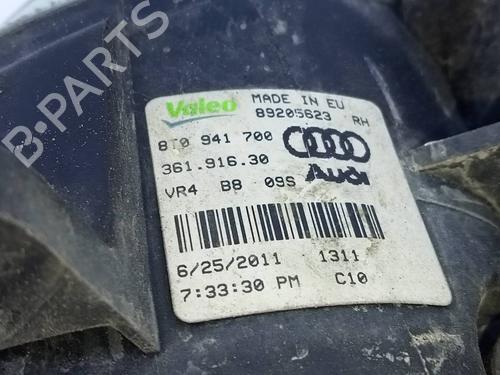 B-PARTS
Valeo MADE IN EU
89205623 RH
8T0 941 700
361.916.30 Audi
VR4 B8 09S
6/25/2011 1311
7:33:30 PM C10